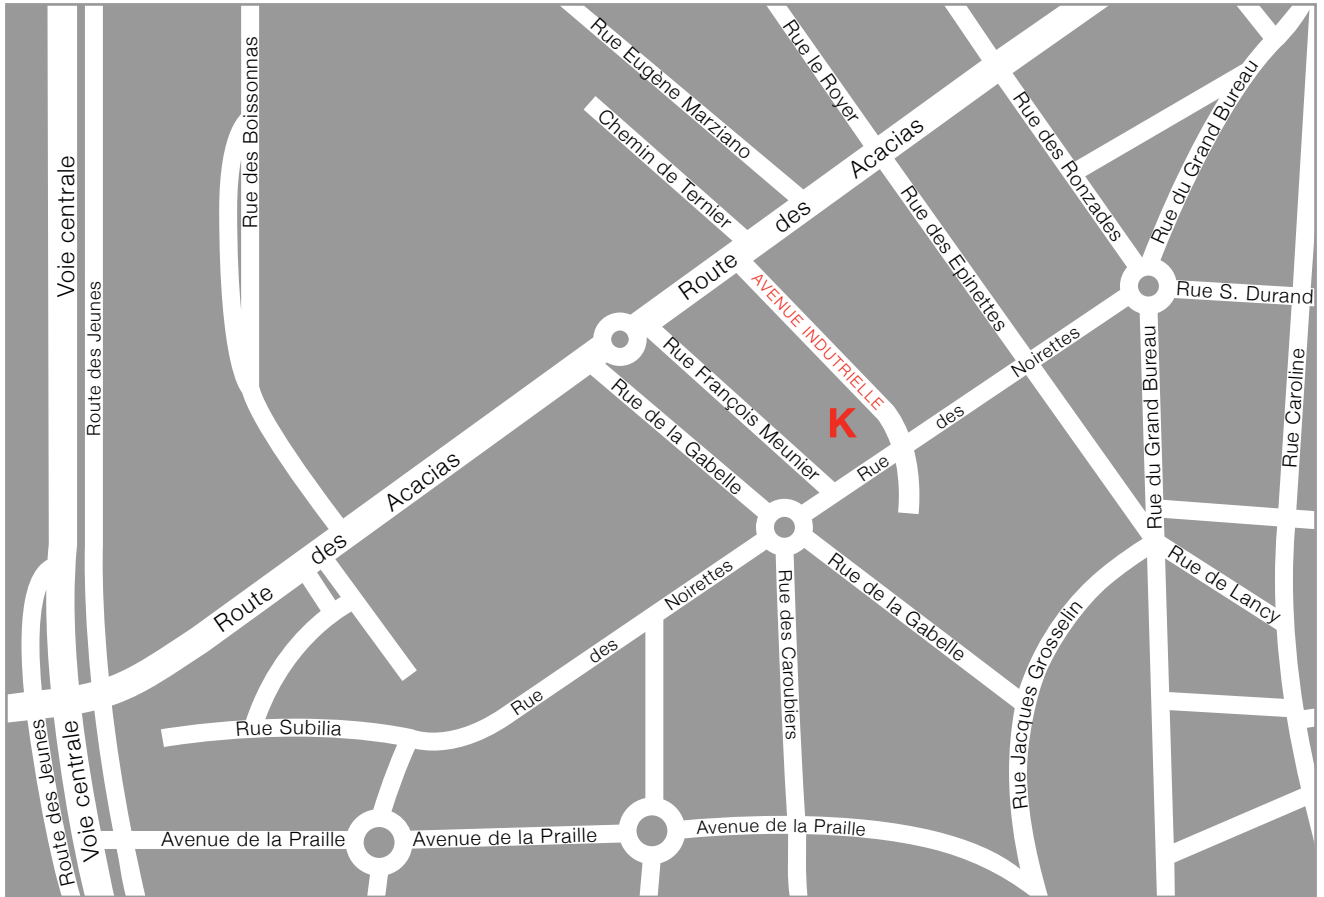 Rue Eugène Marziano
Rue le Royer
Rue des Boissonnas
Chemin de Ternier
Route des Acacias
Rue des Ronzades
Rue du Grand Bureau
Voie centrale
Route des Jeunes
Rue des Epinettes
AVENUE INDUTRIELLE
Rue S. Durand
Rue François Meunier
Rue de la Gabelle
K
Rue des Noirettes
Rue du Grand Bureau
Rue Caroline
Route des Acacias
Rue des Noirettes
Rue des Caroubiers
Rue de la Gabelle
Rue de Lancy
Rue Jacques Grosselin
Rue Subilia
Route des Jeunes
Voie centrale
Avenue de la Praille
Avenue de la Praille
Avenue de la Praille